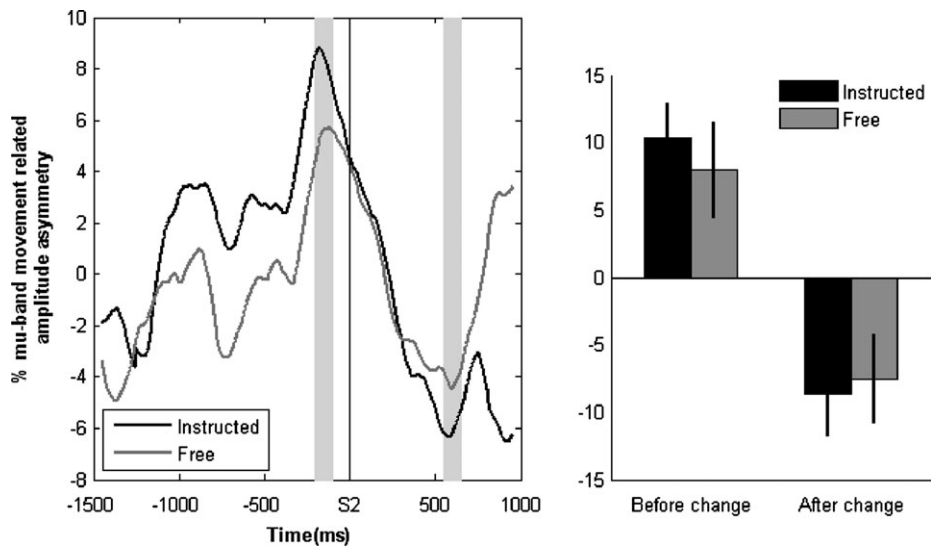 % mu-band movement related
amplitude asymmetry
10
8
6
4
2
0
-2
-4
-6
-8
Instructed
Free
-1500
-1000
-500
S2
500
1000
Time(ms)
15
10
5
0
-5
-10
-15
Instructed
Free
Before change
After change